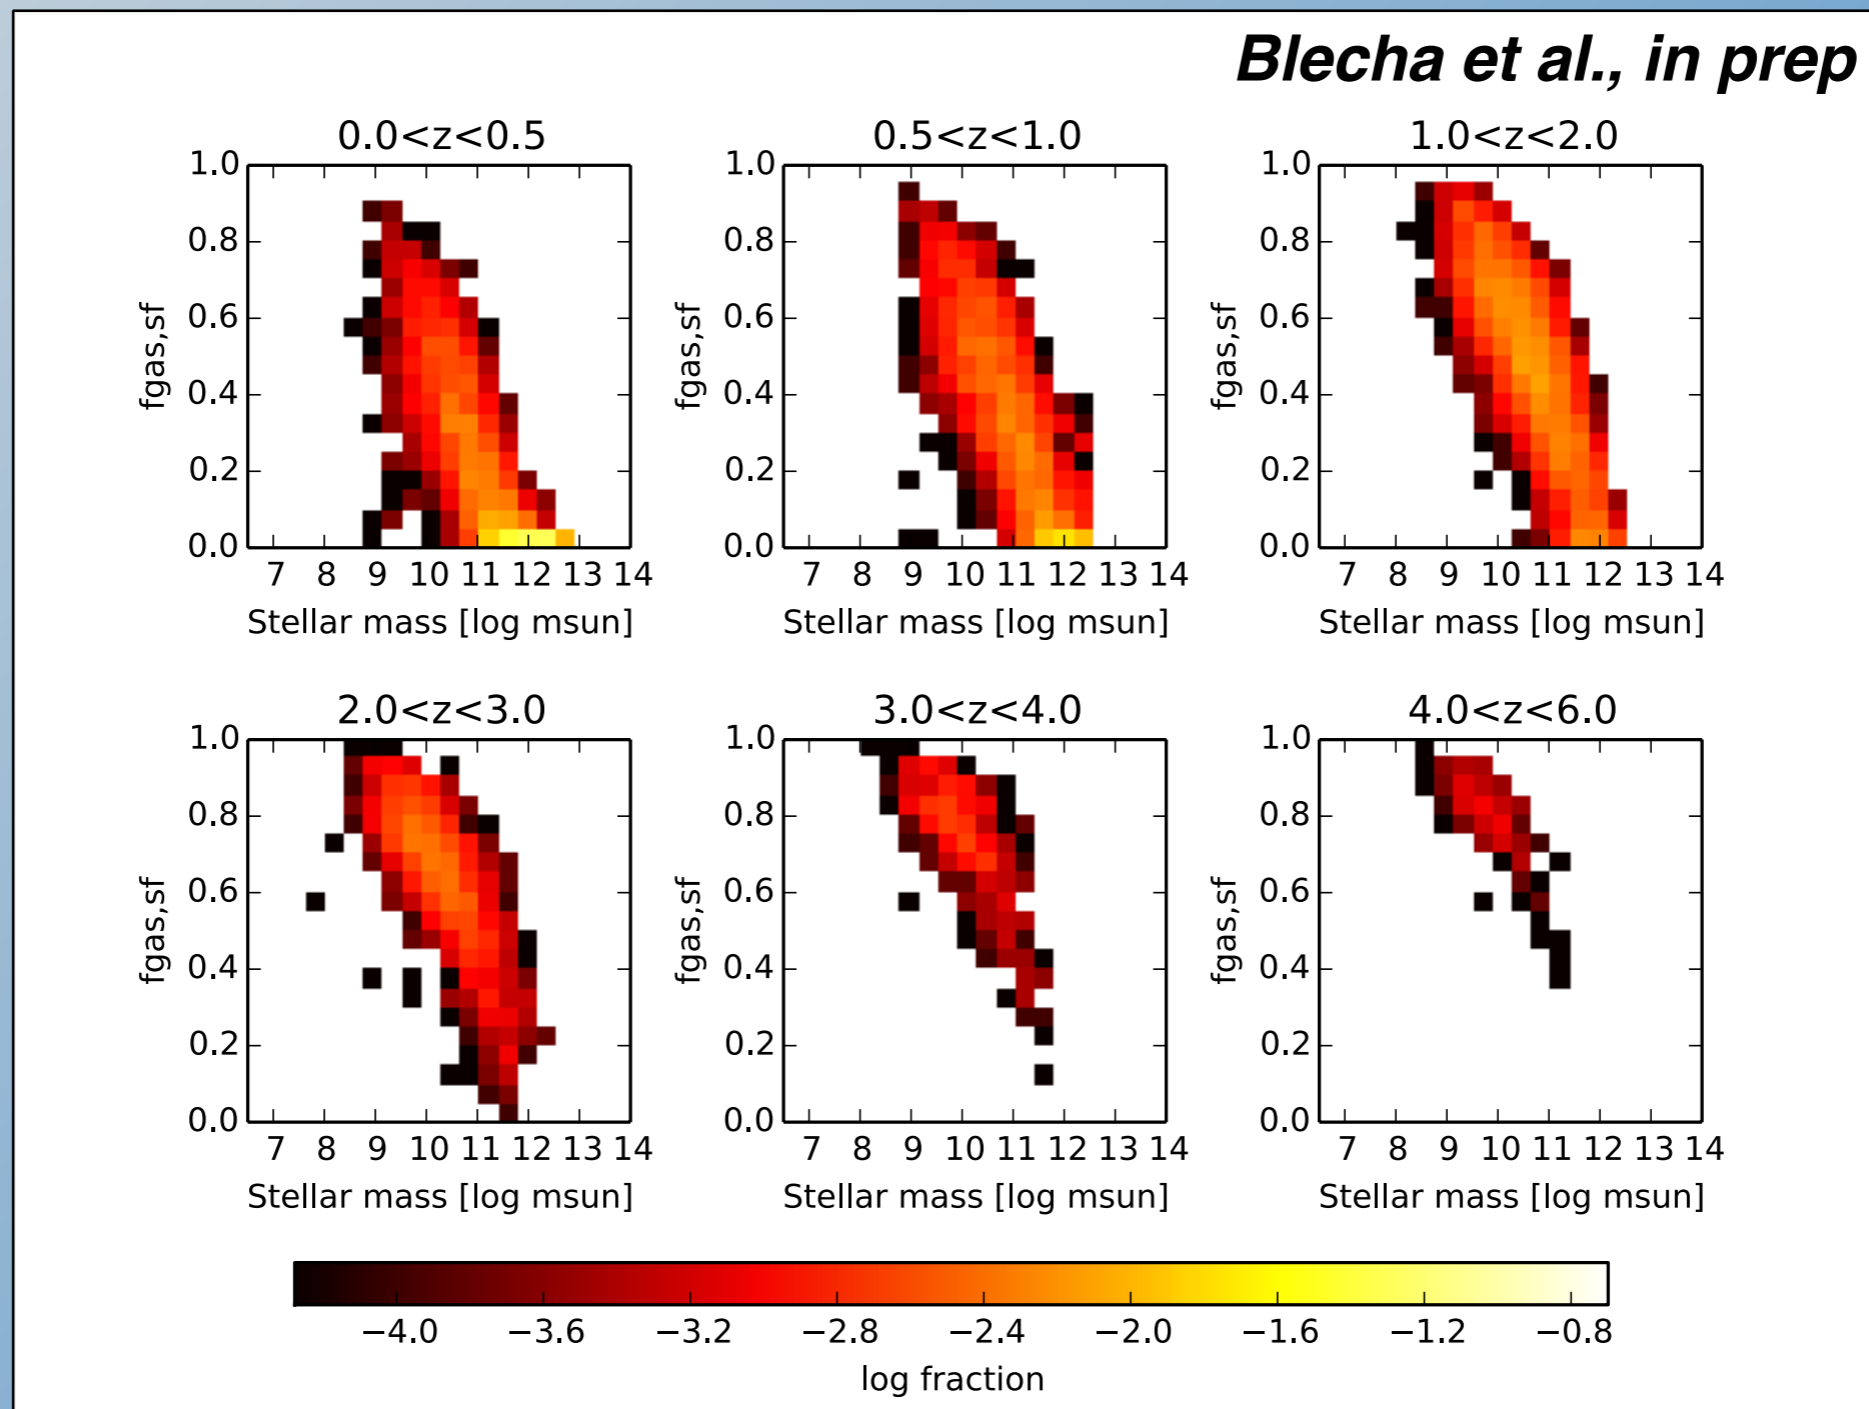 Blecha et al., in prep
0.0<z<0.5
0.5<z<1.0
1.0<z<2.0
1.0
0.8
0.6
0.4
0.2
0.0
fgas,sf
7 8 9 10 11 12 13 14
Stellar mass [log msun]
1.0
0.8
0.6
0.4
0.2
0.0
fgas,sf
7 8 9 10 11 12 13 14
Stellar mass [log msun]
1.0
0.8
0.6
0.4
0.2
0.0
fgas,sf
7 8 9 10 11 12 13 14
Stellar mass [log msun]
2.0<z<3.0
3.0<z<4.0
4.0<z<6.0
1.0
0.8
0.6
0.4
0.2
0.0
fgas,sf
7 8 9 10 11 12 13 14
Stellar mass [log msun]
1.0
0.8
0.6
0.4
0.2
0.0
fgas,sf
7 8 9 10 11 12 13 14
Stellar mass [log msun]
1.0
0.8
0.6
0.4
0.2
0.0
fgas,sf
7 8 9 10 11 12 13 14
Stellar mass [log msun]
−4.0 −3.6 −3.2 −2.8 −2.4 −2.0 −1.6 −1.2 −0.8
log fraction